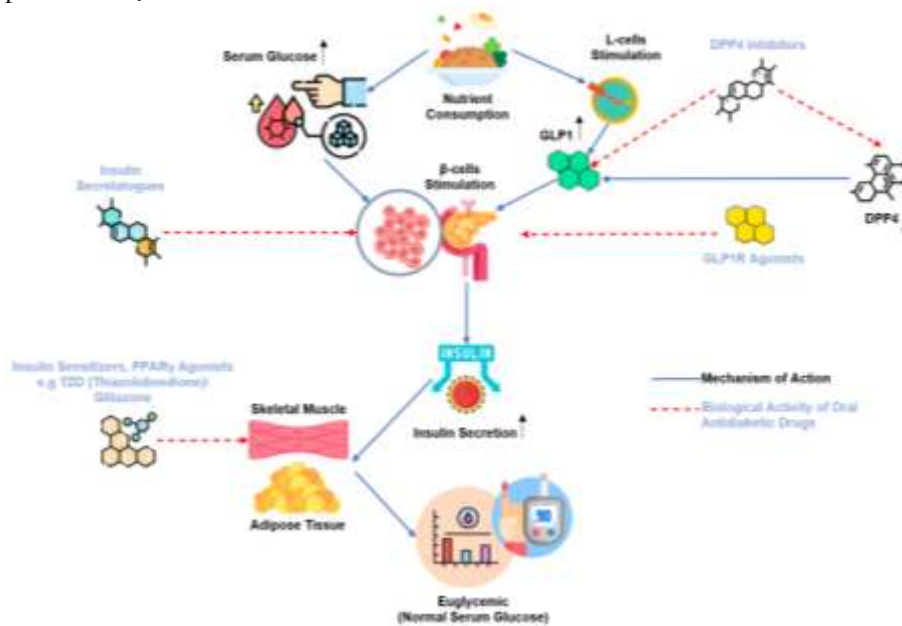 Serum Glucose
Nutrient
Consumption
L-cells
Stimulation
DPP4 Inhibitors
GLP1
β-cells
Stimulation
Insulin
Secretatogues
DPP4
GLP1R Agonists
INSULIN
Insulin Sensitizers, PPARγ Agonists
e.g TZD (Thiazolidinedione)/
Glitazone
Skeletal Muscle
Insulin Secretion
Mechanism of Action
Biological Activity of Oral
Antidiabetic Drugs
Adipose Tissue
Euglycemic
(Normal Serum Glucose)